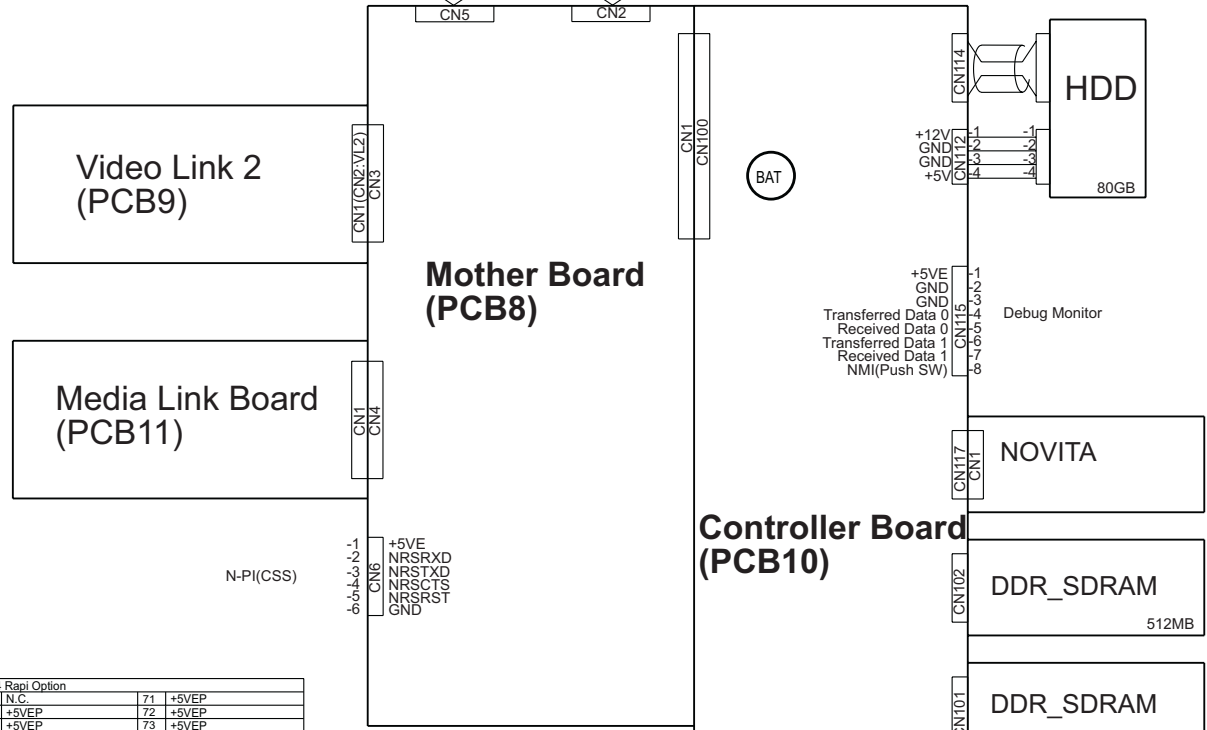 CN5
CN2
CN1
CN100
CN114
HDD
80GB
+12V
GND
GND
+5V
CN112
-1
-2
-3
-4
-1
-2
-3
-4
BAT
Video Link 2
(PCB9)
CN1(CN2:VL2)
CN3
Mother Board
(PCB8)
+5VE
GND
GND
Transferred Data 0
Received Data 0
Transferred Data 1
Received Data 1
NMI(Push SW)
CN115
-1
-2
-3
-4
-5
-6
-7
-8
Debug Monitor
Media Link Board
(PCB11)
CN1
CN4
CN117
CN1
NOVITA
Controller Board
(PCB10)
N-PI(CSS)
-1
-2
-3
-4
-5
-6
CN6
+5VE
NRSRXD
NRSTXD
NRSCTS
NRSRST
GND
CN102
DDR_SDRAM
512MB
CN101
DDR_SDRAM
Rapi Option
N.C. 71 +5VEP
+5VEP 72 +5VEP
+5VEP 73 +5VEP